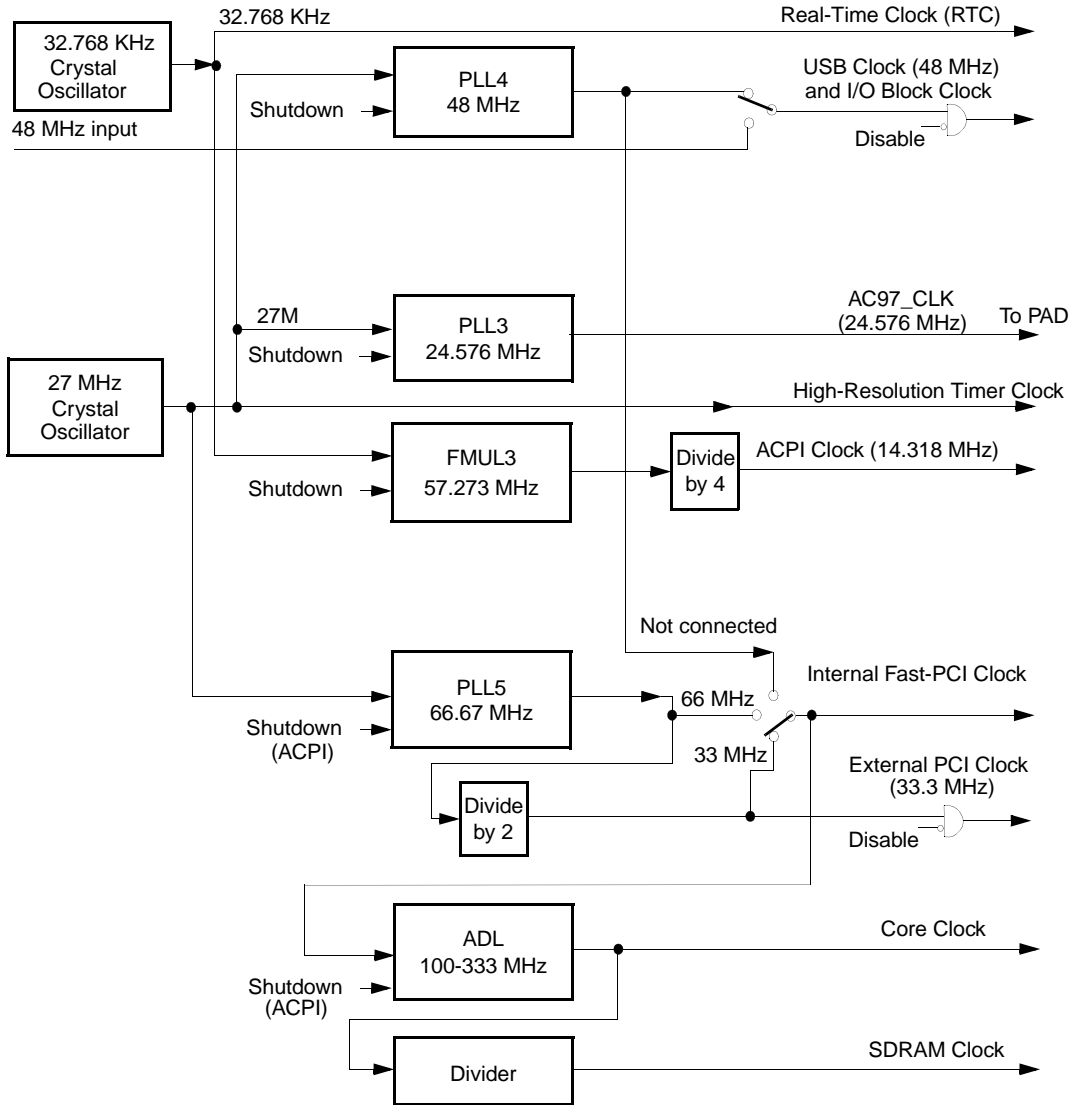 32.768 KHz
Real-Time Clock (RTC)
32.768 KHz
Crystal
Oscillator
PLL4
48 MHz
Shutdown
USB Clock (48 MHz)
and I/O Block Clock
48 MHz input
Disable
27M
PLL3
24.576 MHz
Shutdown
AC97_CLK
(24.576 MHz)
To PAD
27 MHz
Crystal
Oscillator
High-Resolution Timer Clock
FMUL3
57.273 MHz
Shutdown
Divide
by 4
ACPI Clock (14.318 MHz)
Not connected
PLL5
66.67 MHz
Shutdown
(ACPI)
66 MHz
Internal Fast-PCI Clock
33 MHz
Divide
by 2
External PCI Clock
(33.3 MHz)
Disable
ADL
100-333 MHz
Shutdown
(ACPI)
Core Clock
Divider
SDRAM Clock